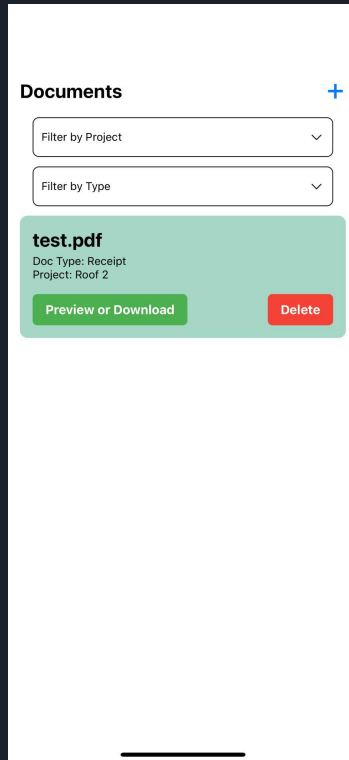 Documents +
Filter by Project
Filter by Type
test.pdf
Doc Type: Receipt
Project: Roof 2
Preview or Download Delete